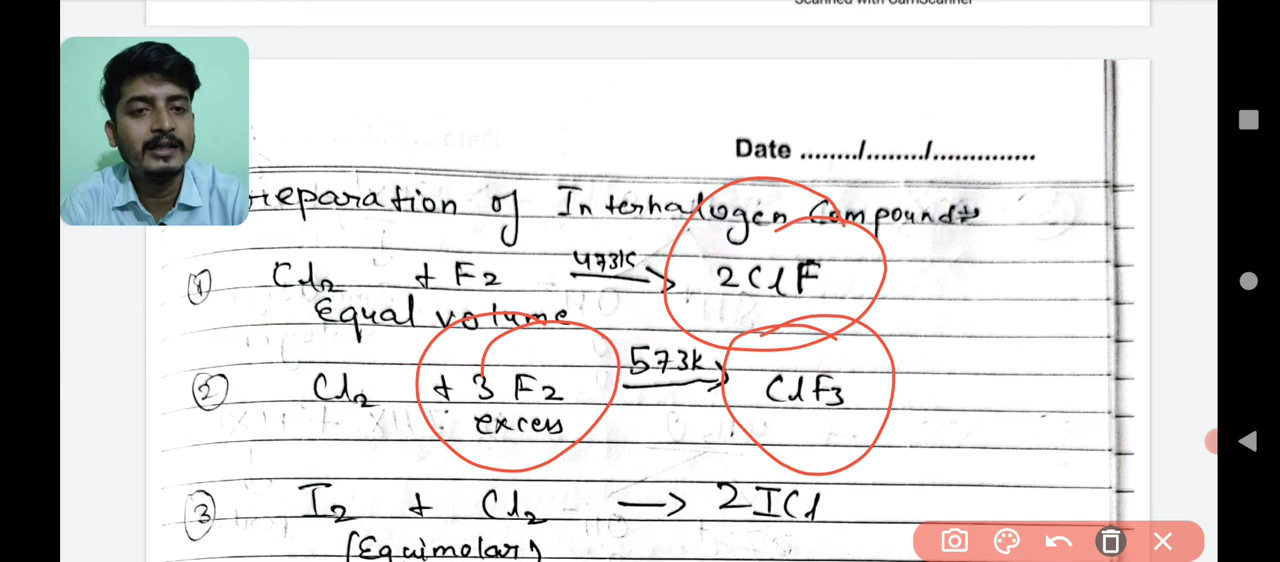 Scanned with CamScanner
Date ......../......../..............
Preparation of Interhalogen Compounds
① Cl2 + F2 473K → 2ClF
Equal volume
② Cl2 + 3F2 573K → ClF3
excess
③ I2 + Cl2 → 2ICl
(Equimolar)